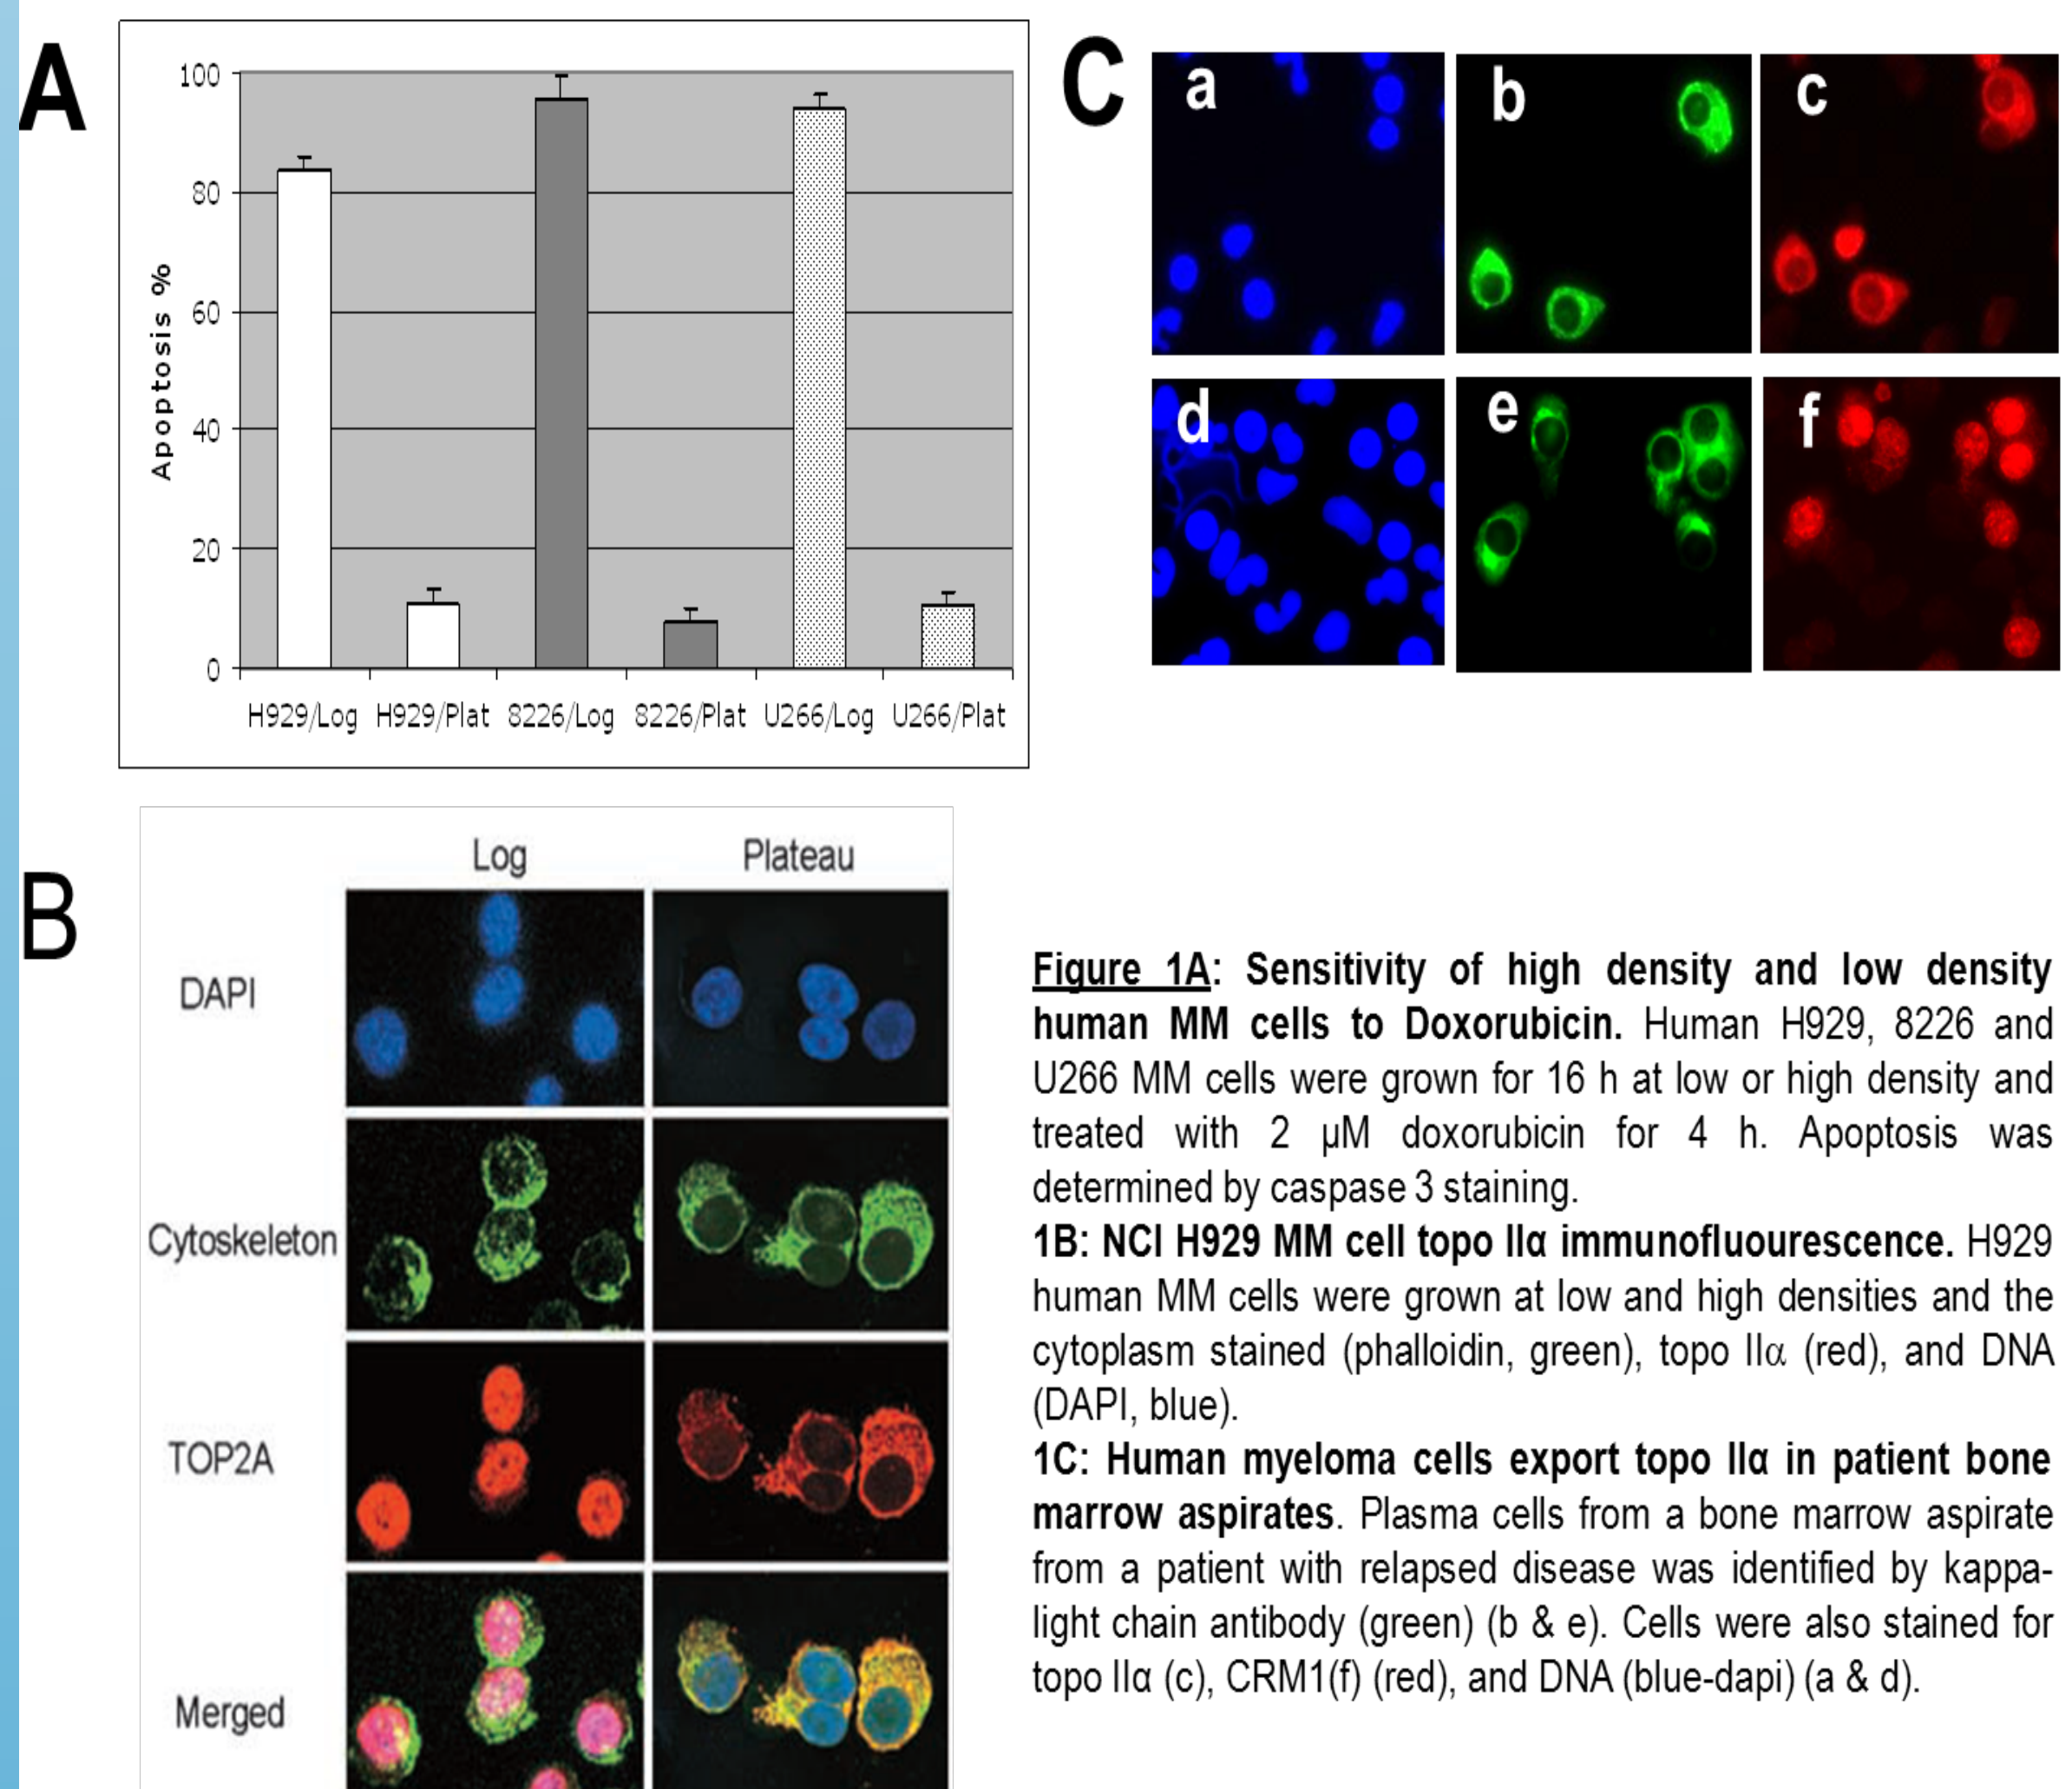 A
100
80
60
40
20
0
Apoptosis %
H929/Log H929/Plat 8226/Log 8226/Plat U266/Log U266/Plat
C
a
b
c
d
e
f
B
Log
Plateau
DAPI
Cytoskeleton
TOP2A
Merged
Figure 1A: Sensitivity of high density and low density
human MM cells to Doxorubicin. Human H929, 8226 and
U266 MM cells were grown for 16 h at low or high density and
treated with 2 µM doxorubicin for 4 h. Apoptosis was
determined by caspase 3 staining.
1B: NCI H929 MM cell topo IIα immunofluourescence. H929
human MM cells were grown at low and high densities and the
cytoplasm stained (phalloidin, green), topo IIα (red), and DNA
(DAPI, blue).
1C: Human myeloma cells export topo IIα in patient bone
marrow aspirates. Plasma cells from a bone marrow aspirate
from a patient with relapsed disease was identified by kappa-
light chain antibody (green) (b & e). Cells were also stained for
topo IIα (c), CRM1(f) (red), and DNA (blue-dapi) (a & d).